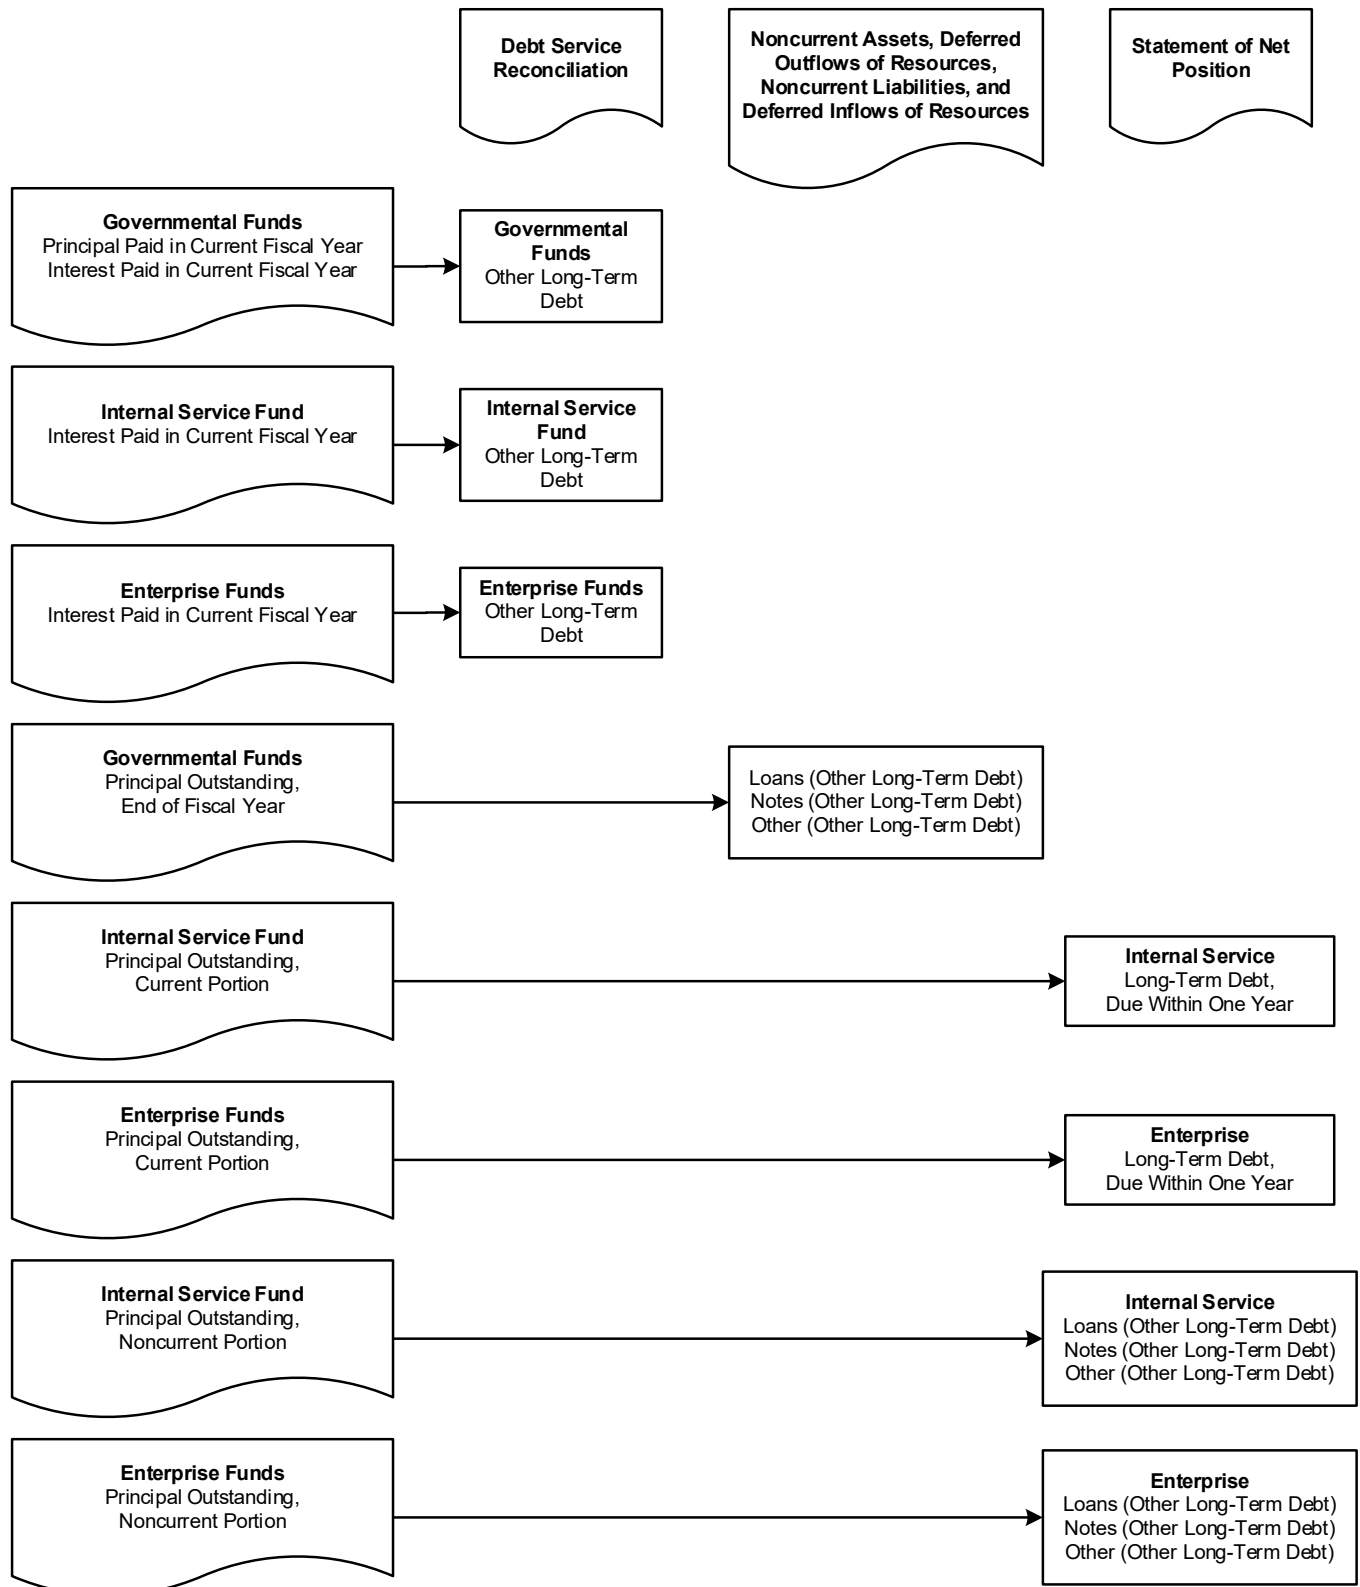 Debt Service
Reconciliation
Noncurrent Assets, Deferred
Outflows of Resources,
Noncurrent Liabilities, and
Deferred Inflows of Resources
Statement of Net
Position
Governmental Funds
Principal Paid in Current Fiscal Year
Interest Paid in Current Fiscal Year
Governmental
Funds
Other Long-Term
Debt
Internal Service Fund
Interest Paid in Current Fiscal Year
Internal Service
Fund
Other Long-Term
Debt
Enterprise Funds
Interest Paid in Current Fiscal Year
Enterprise Funds
Other Long-Term
Debt
Governmental Funds
Principal Outstanding,
End of Fiscal Year
Loans (Other Long-Term Debt)
Notes (Other Long-Term Debt)
Other (Other Long-Term Debt)
Internal Service Fund
Principal Outstanding,
Current Portion
Internal Service
Long-Term Debt,
Due Within One Year
Enterprise Funds
Principal Outstanding,
Current Portion
Enterprise
Long-Term Debt,
Due Within One Year
Internal Service Fund
Principal Outstanding,
Noncurrent Portion
Internal Service
Loans (Other Long-Term Debt)
Notes (Other Long-Term Debt)
Other (Other Long-Term Debt)
Enterprise Funds
Principal Outstanding,
Noncurrent Portion
Enterprise
Loans (Other Long-Term Debt)
Notes (Other Long-Term Debt)
Other (Other Long-Term Debt)